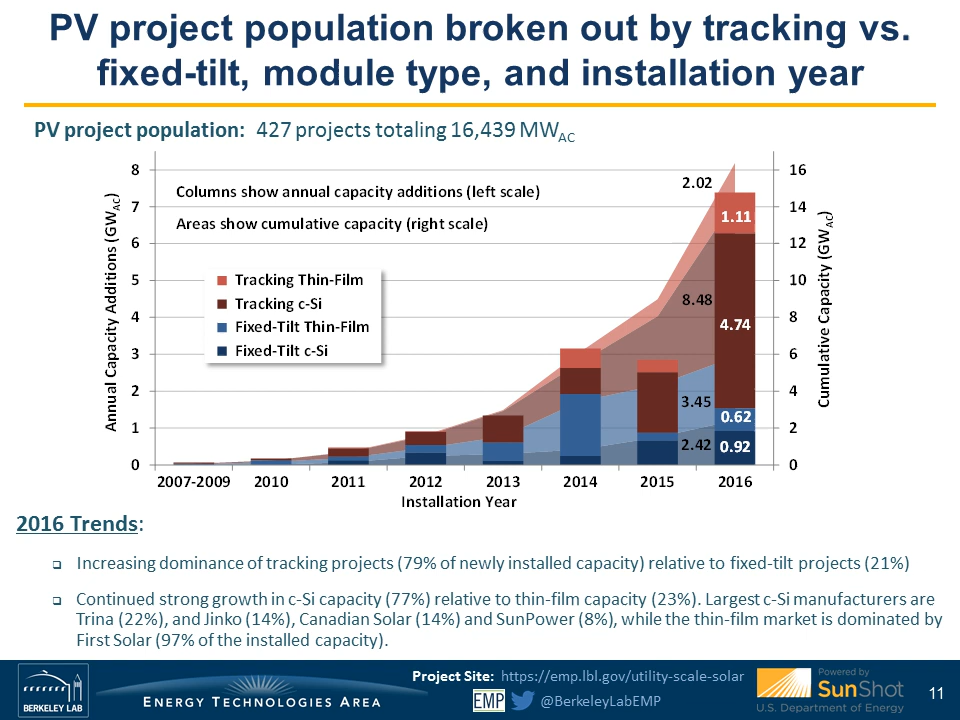 PV project population broken out by tracking vs.
fixed-tilt, module type, and installation year
PV project population: 427 projects totaling 16,439 MWAC
Annual Capacity Additions (GWAC)
8
7
6
5
4
3
2
1
0
Columns show annual capacity additions (left scale)
Areas show cumulative capacity (right scale)
Tracking Thin-Film
Tracking c-Si
Fixed-Tilt Thin-Film
Fixed-Tilt c-Si
2.02
8.48
3.45
2.42
1.11
4.74
0.62
0.92
16
14
12
10
8
6
4
2
0
Cumulative Capacity (GWAC)
2007-2009 2010 2011 2012 2013 2014 2015 2016
Installation Year
2016 Trends:
Increasing dominance of tracking projects (79% of newly installed capacity) relative to fixed-tilt projects (21%)
Continued strong growth in c-Si capacity (77%) relative to thin-film capacity (23%). Largest c-Si manufacturers are
Trina (22%), and Jinko (14%), Canadian Solar (14%) and SunPower (8%), while the thin-film market is dominated by
First Solar (97% of the installed capacity).
BERKELEY LAB
ENERGY TECHNOLOGIES AREA
Project Site: https://emp.lbl.gov/utility-scale-solar
EMP @BerkeleyLabEMP
Powered by
SunShot
U.S. Department of Energy
11